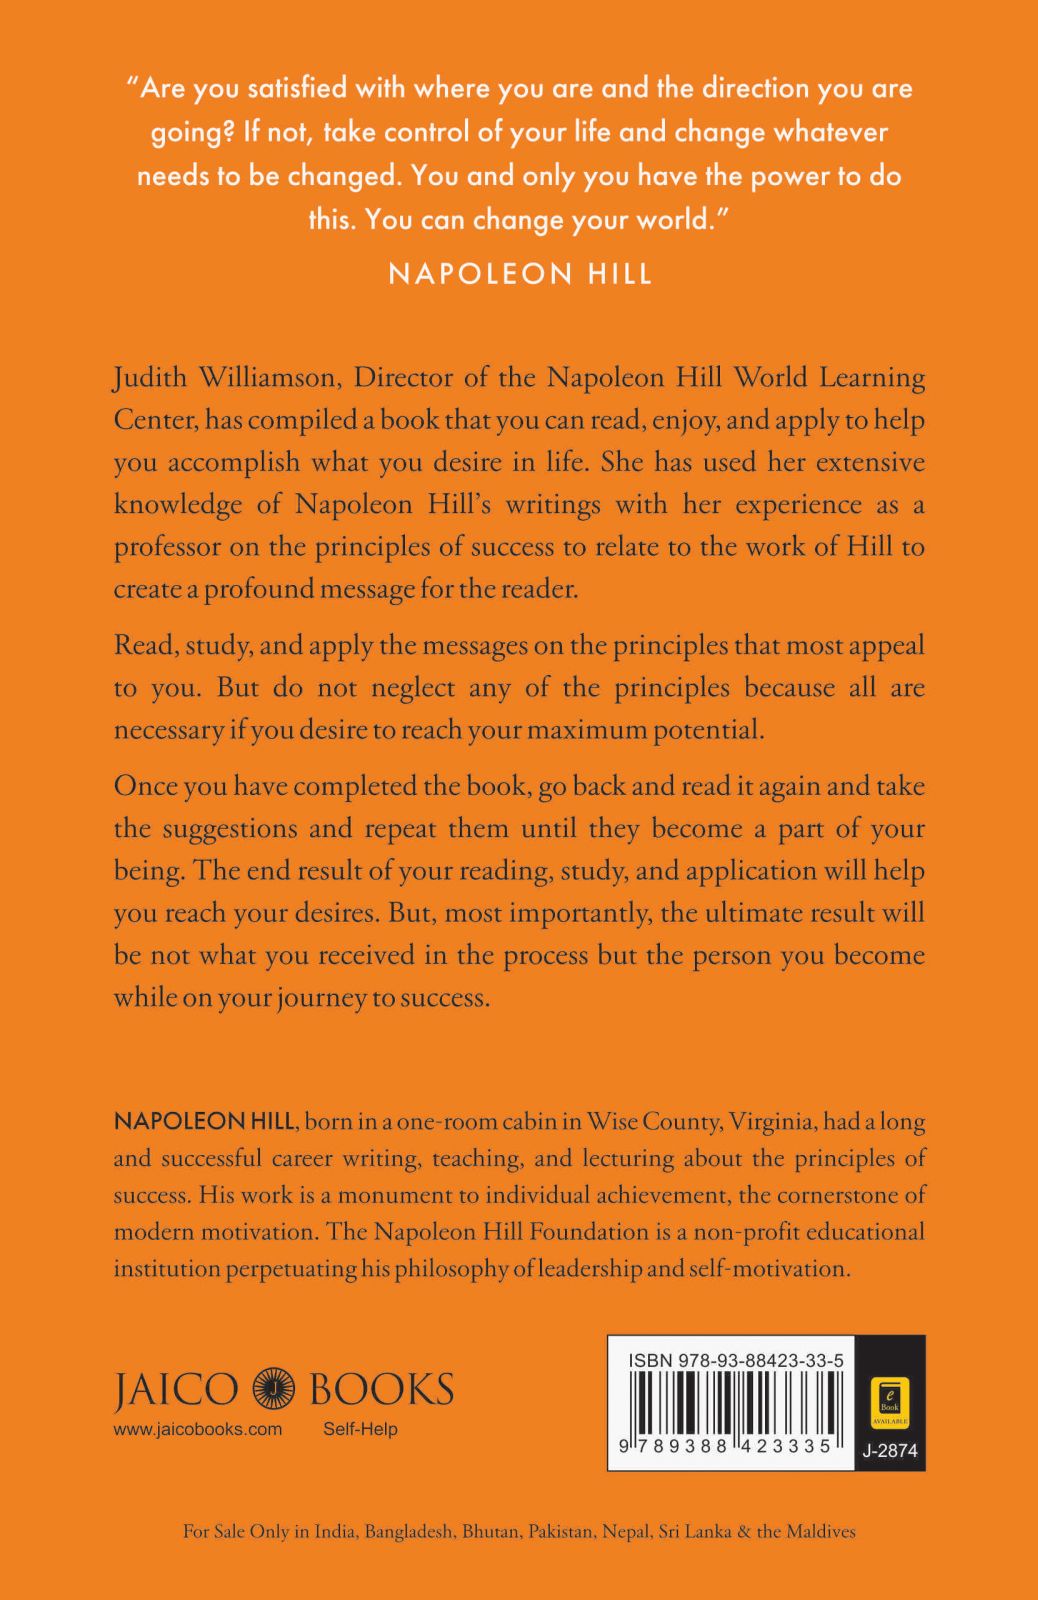 “Are you satisfied with where you are and the direction you are
going? If not, take control of your life and change whatever
needs to be changed. You and only you have the power to do
this. You can change your world.”
NAPOLEON HILL
Judith Williamson, Director of the Napoleon Hill World Learning
Center, has compiled a book that you can read, enjoy, and apply to help
you accomplish what you desire in life. She has used her extensive
knowledge of Napoleon Hill’s writings with her experience as a
professor on the principles of success to relate to the work of Hill to
create a profound message for the reader.
Read, study, and apply the messages on the principles that most appeal
to you. But do not neglect any of the principles because all are
necessary if you desire to reach your maximum potential.
Once you have completed the book, go back and read it again and take
the suggestions and repeat them until they become a part of your
being. The end result of your reading, study, and application will help
you reach your desires. But, most importantly, the ultimate result will
be not what you received in the process but the person you become
while on your journey to success.
NAPOLEON HILL, born in a one-room cabin in Wise County, Virginia, had a long
and successful career writing, teaching, and lecturing about the principles of
success. His work is a monument to individual achievement, the cornerstone of
modern motivation. The Napoleon Hill Foundation is a non-profit educational
institution perpetuating his philosophy of leadership and self-motivation.
JAICO J BOOKS
www.jaicobooks.com Self-Help
ISBN 978-93-88423-33-5
9 789388 423335
e
Book
AVAILABLE
J-2874
For Sale Only in India, Bangladesh, Bhutan, Pakistan, Nepal, Sri Lanka & the Maldives